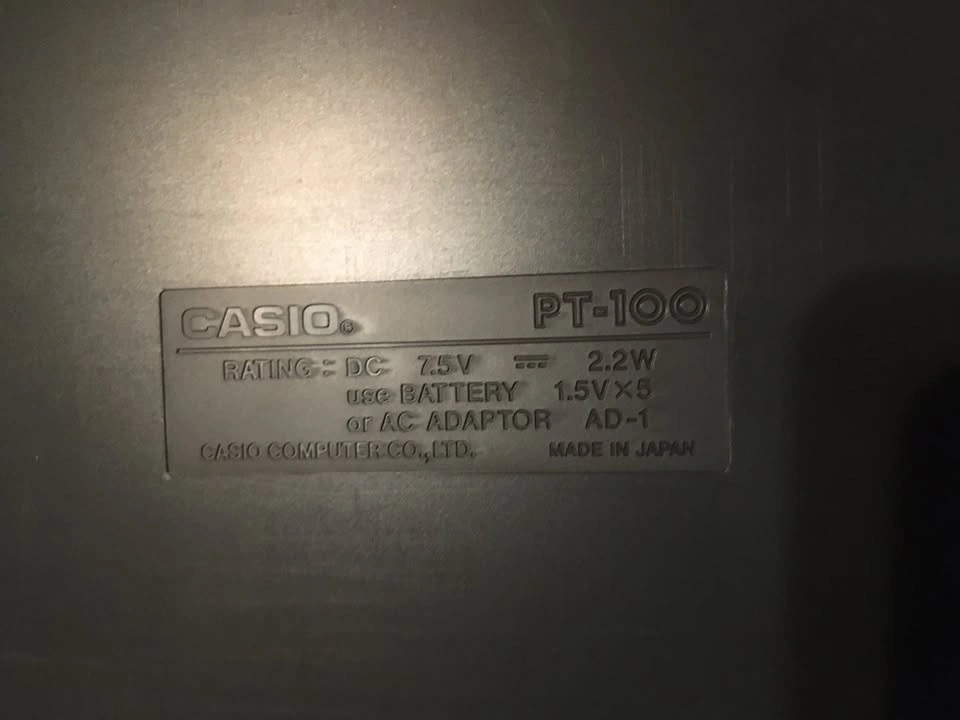 CASIO® PT-100
RATING: DC 7.5V ⎓ 2.2W
use BATTERY 1.5V×5
or AC ADAPTOR AD-1
CASIO COMPUTER CO., LTD. MADE IN JAPAN